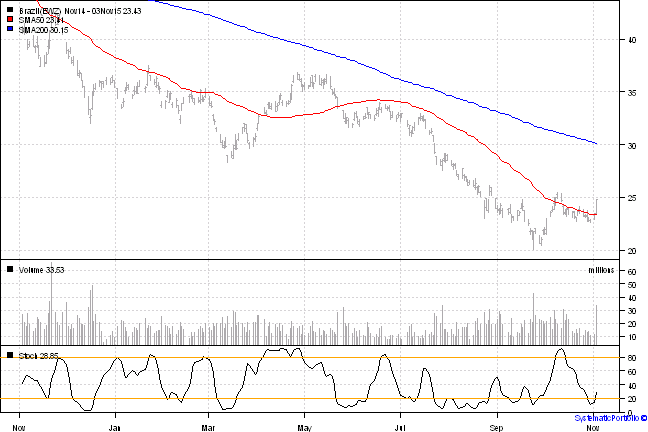 Brazil (EWZ) Nov14 - 03Nov15 23.43
SMA50 23.41
SMA200 30.15
40
35
30
25
20
Volume 33.53
millions
60
50
40
30
20
10
Stoch 28.85
80
60
40
20
0
Nov Jan Mar May Jul Sep Nov
SystematicPortfolio ©